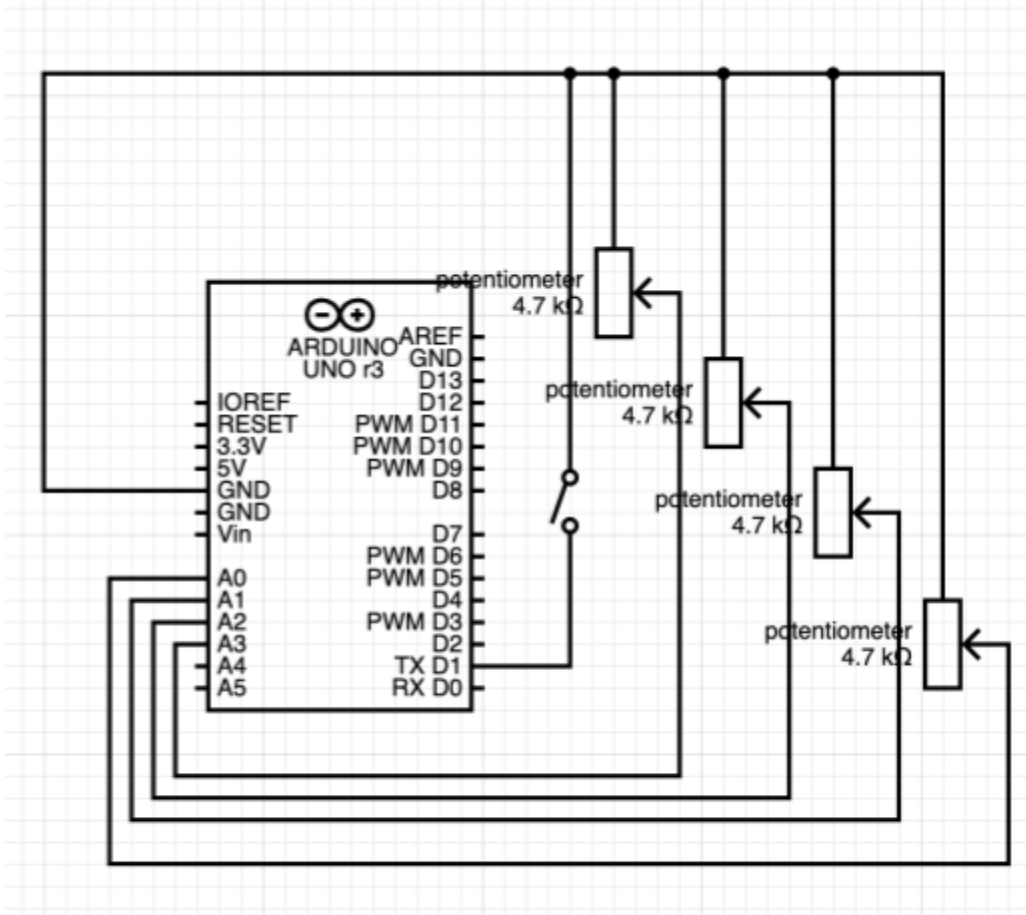 potentiometer
4.7 kΩ
ARDUINO
UNO r3
AREF
GND
D13
IOREF
D12
RESET
PWM D11
3.3V
PWM D10
5V
PWM D9
GND
D8
GND
Vin
D7
PWM D6
A0
PWM D5
A1
D4
A2
PWM D3
A3
D2
A4
TX D1
A5
RX D0
potentiometer
4.7 kΩ
potentiometer
4.7 kΩ
potentiometer
4.7 kΩ